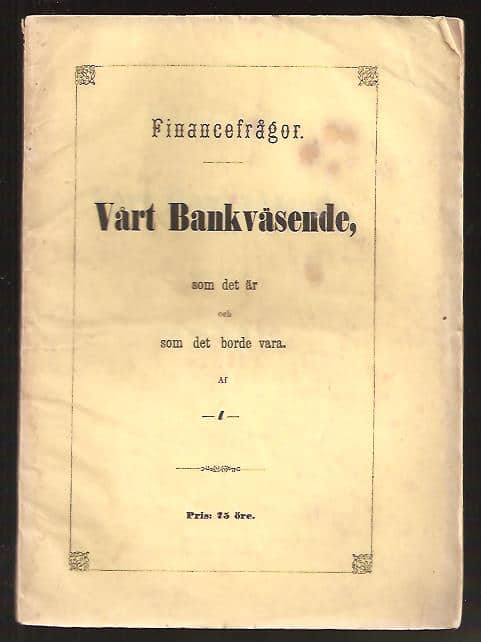 Financefrågor.
Vårt Bankväsende,
som det är
och
som det borde vara.
Af
Pris: 75 öre.